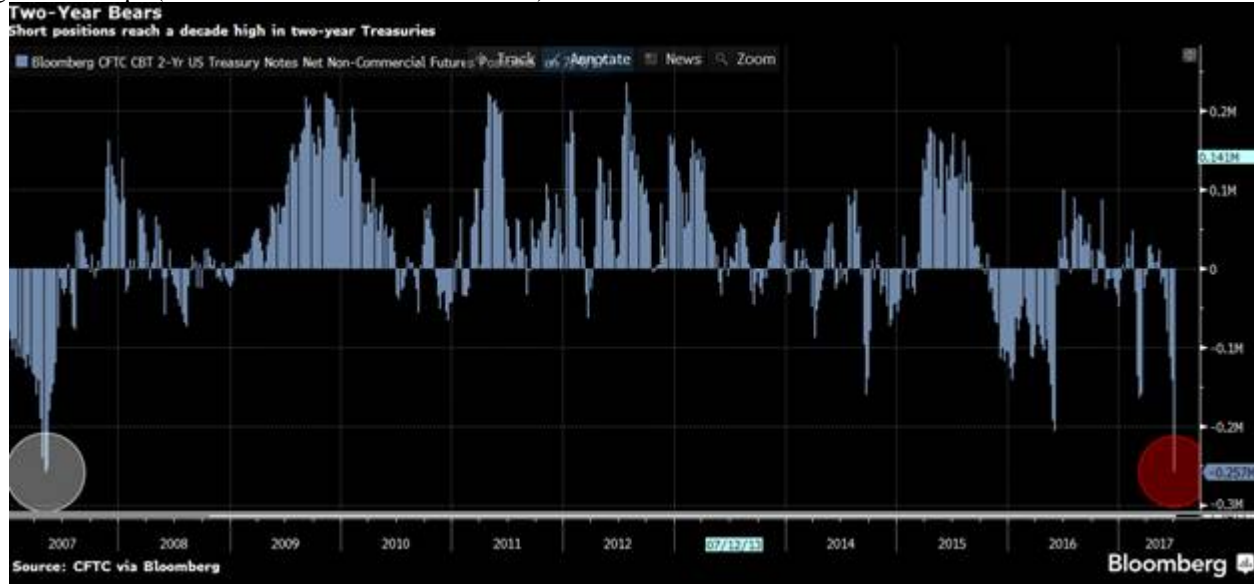 Two-Year Bears
Short positions reach a decade high in two-year Treasuries
Bloomberg CFTC CBT 2-Yr US Treasury Notes Net Non-Commercial Futures
Track
Annotate
News
Zoom
0.2M
0.141M
0.1M
0
-0.1M
-0.2M
-0.257M
-0.3M
2007 2008 2009 2010 2011 2012 07/12/13 2014 2015 2016 2017
Source: CFTC via Bloomberg
Bloomberg